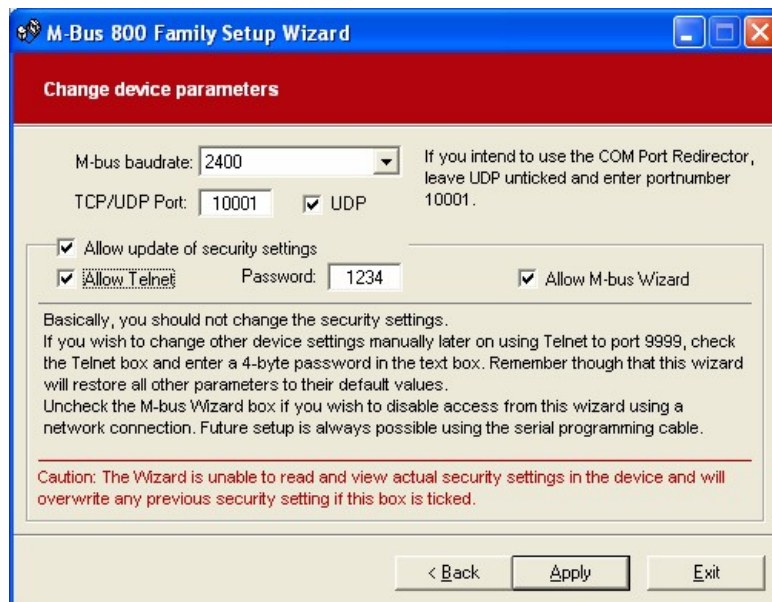 M-Bus 800 Family Setup Wizard
Change device parameters
M-bus baudrate: 2400
If you intend to use the COM Port Redirector,
leave UDP unticked and enter portnumber
10001.
TCP/UDP Port: 10001 UDP
Allow update of security settings
Allow Telnet Password: 1234 Allow M-bus Wizard
Basically, you should not change the security settings.
If you wish to change other device settings manually later on using Telnet to port 9999, check
the Telnet box and enter a 4-byte password in the text box. Remember though that this wizard
will restore all other parameters to their default values.
Uncheck the M-bus Wizard box if you wish to disable access from this wizard using a
network connection. Future setup is always possible using the serial programming cable.
Caution: The Wizard is unable to read and view actual security settings in the device and will
overwrite any previous security setting if this box is ticked.
< Back Apply Exit